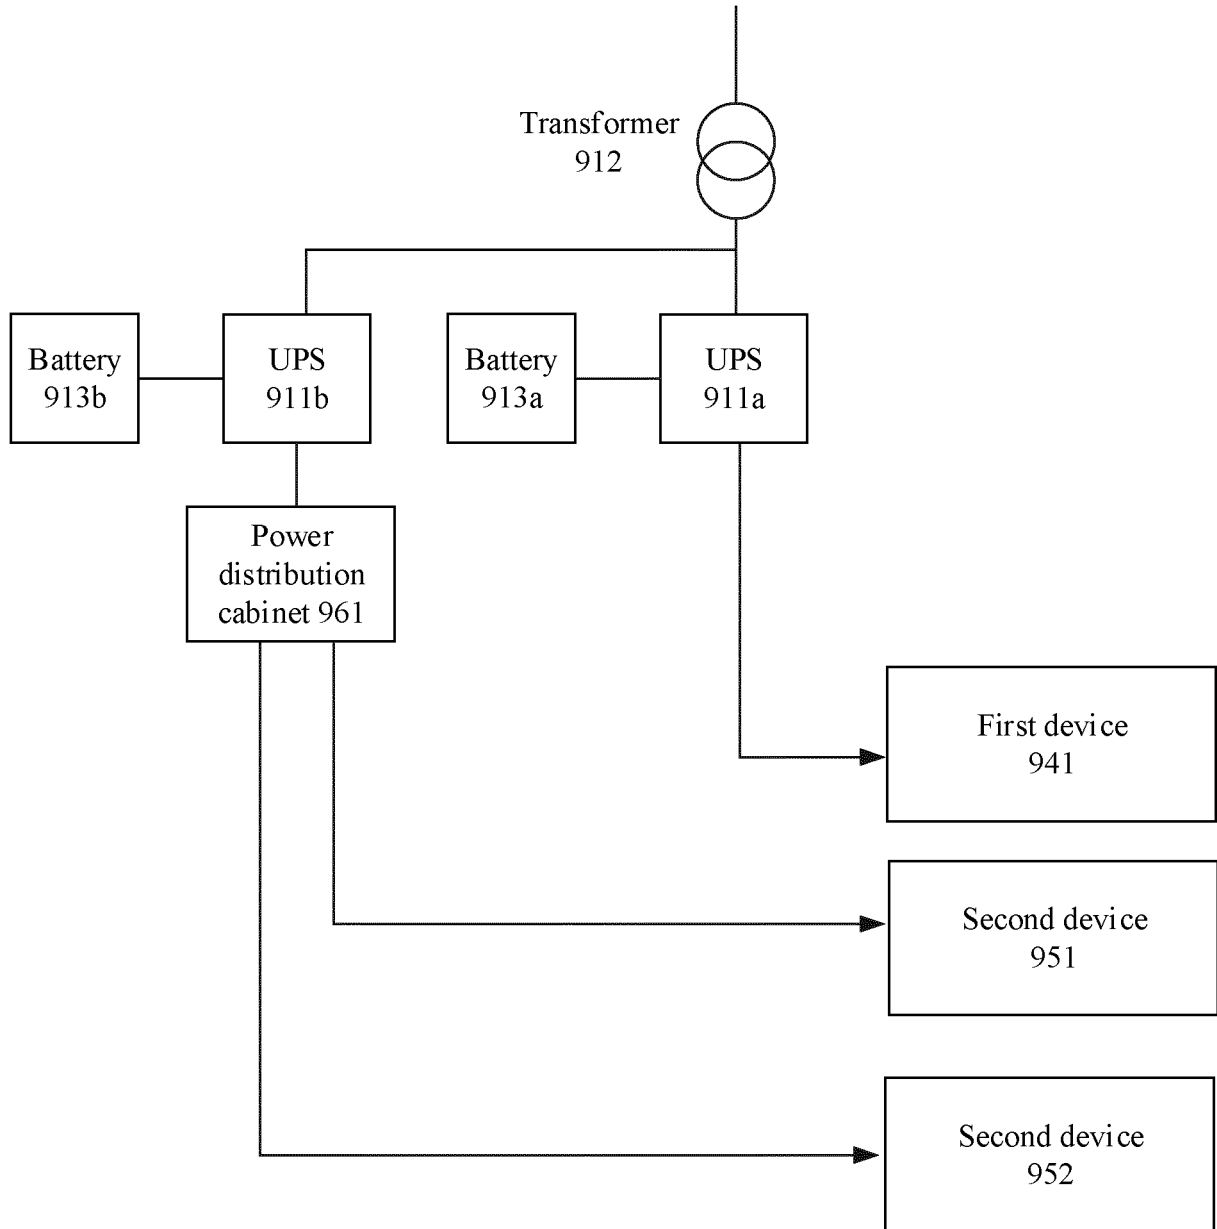 Transformer
912
Battery
913b
UPS
911b
Battery
913a
UPS
911a
Power
distribution
cabinet 961
First device
941
Second device
951
Second device
952